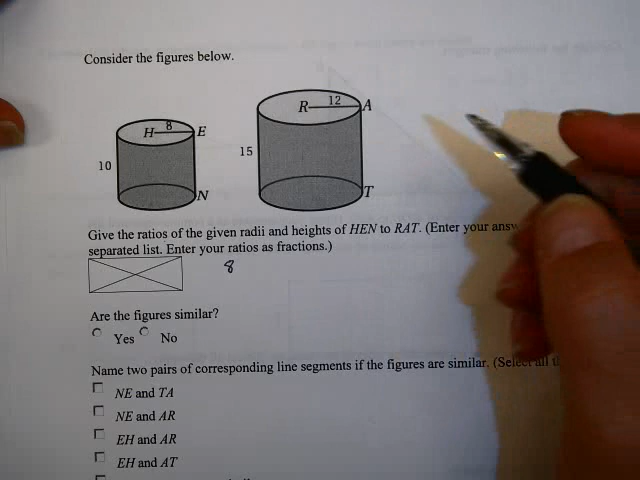 Consider the figures below.
H 8 E
R 12 A
10
15
N
T
Give the ratios of the given radii and heights of HEN to RAT. (Enter your answ
separated list. Enter your ratios as fractions.)
8
Are the figures similar?
Yes No
Name two pairs of corresponding line segments if the figures are similar. (Select all
NE and TA
NE and AR
EH and AR
EH and AT